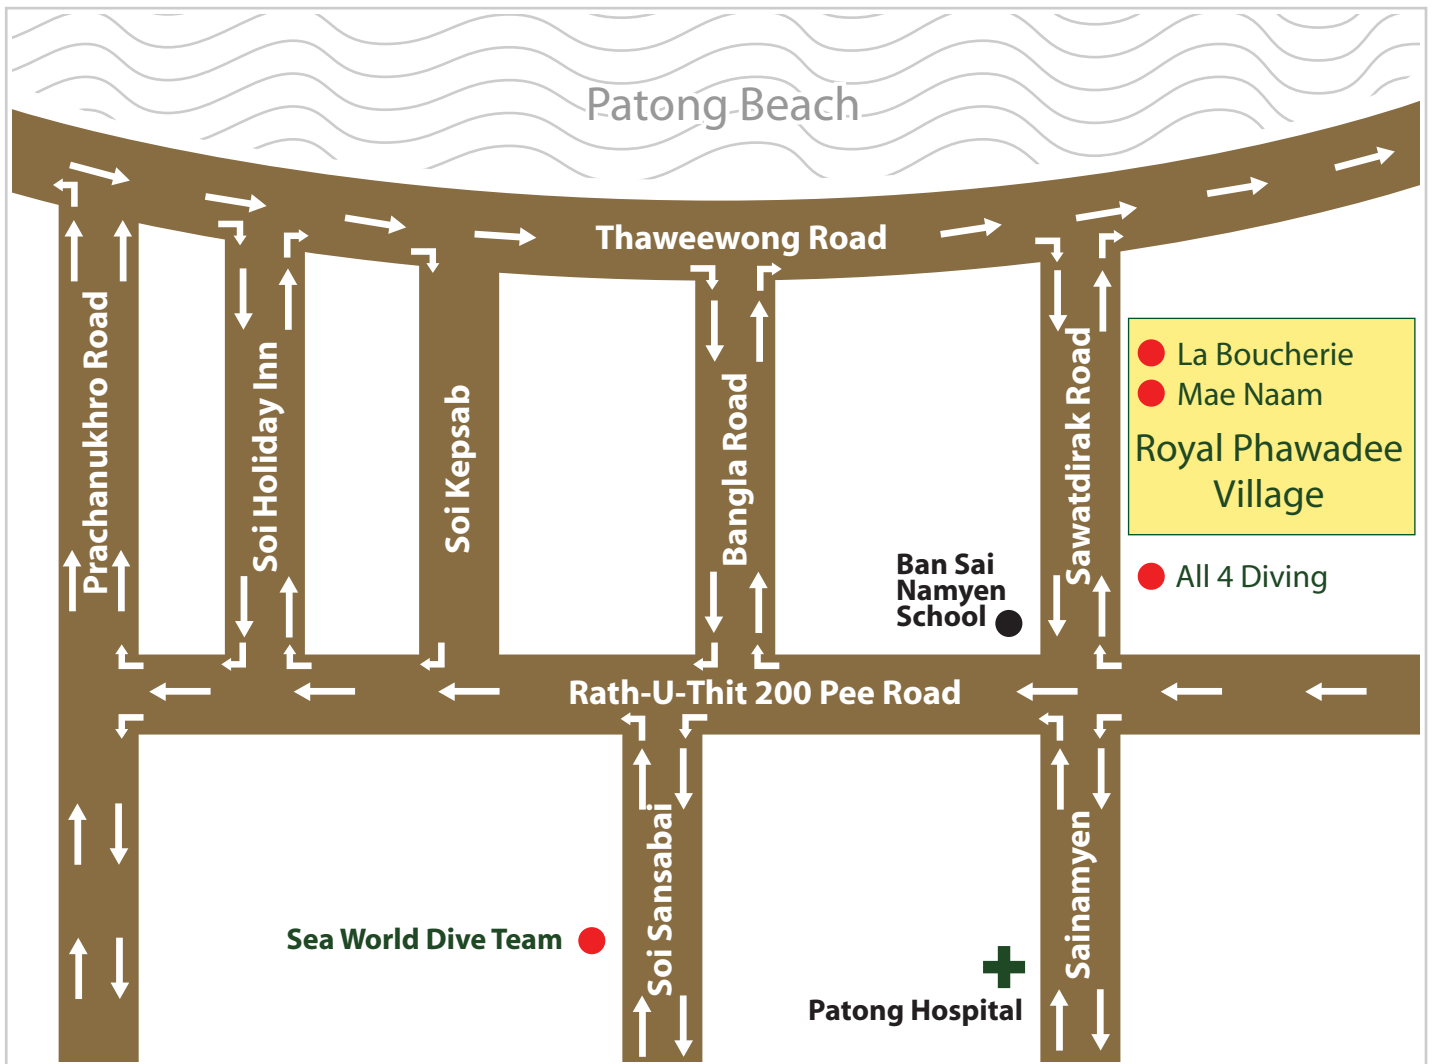 Patong Beach
Thaweewong Road
Prachanukhro Road
Soi Holiday Inn
Soi Kepsab
Bangla Road
Sawatdirak Road
La Boucherie
Mae Naam
Royal Phawadee
Village
Ban Sai
Namyen
School
All 4 Diving
Rath-U-Thit 200 Pee Road
Soi Sansabai
Sainamyen
Sea World Dive Team
Patong Hospital